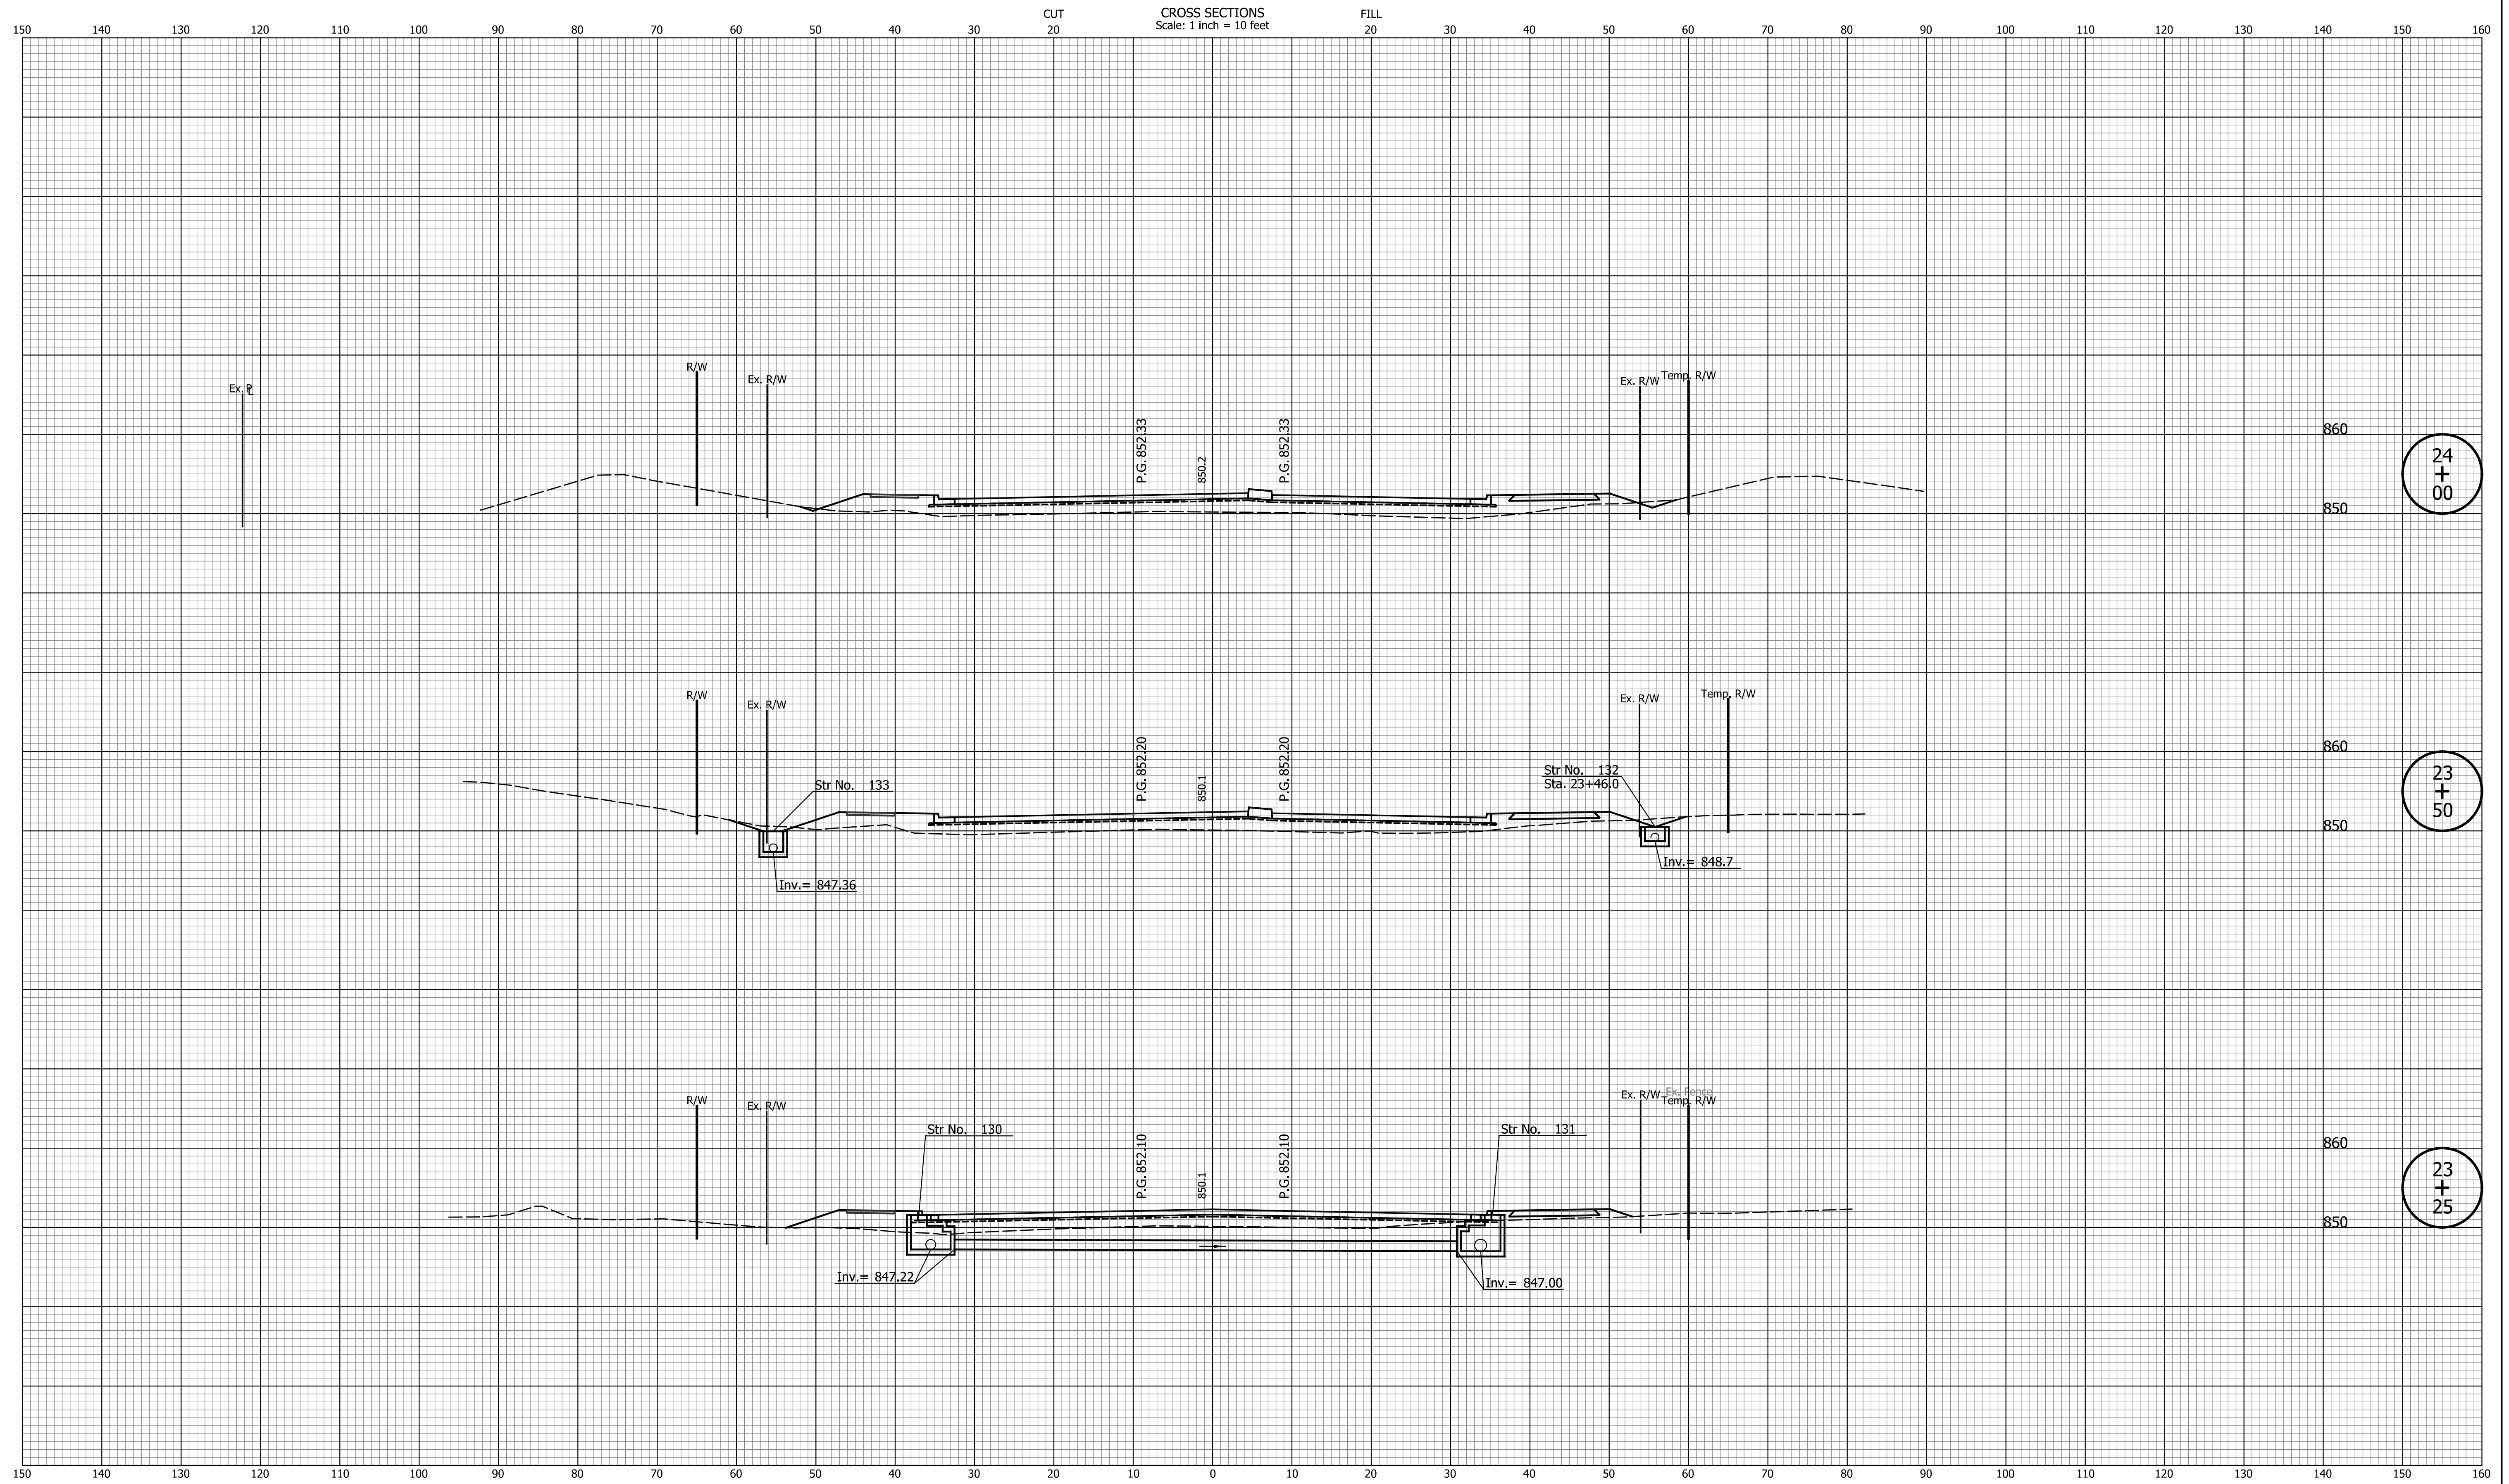 CUT CROSS SECTIONS FILL
Scale: 1 inch = 10 feet
150 140 130 120 110 100 90 80 70 60 50 40 30 20 10 20 30 40 50 60 70 80 90 100 110 120 130 140 150 160
R/W
Ex. R/W
Ex. PL
Ex. R/W
Temp. R/W
P.G. 852.33
850.2
P.G. 852.33
860
850
24
+
00
R/W
Ex. R/W
Ex. R/W
Temp. R/W
Str No. 133
P.G. 852.20
850.1
P.G. 852.20
Str No. 132
Sta. 23+46.0
Inv.= 847.36
Inv.= 848.7
860
850
23
+
50
R/W
Ex. R/W
Ex. R/W
Ex. Fence
Temp. R/W
Str No. 130
P.G. 852.10
850.1
P.G. 852.10
Str No. 131
Inv.= 847.22
Inv.= 847.00
860
850
23
+
25
150 140 130 120 110 100 90 80 70 60 50 40 30 20 10 0 10 20 30 40 50 60 70 80 90 100 110 120 130 140 150 160